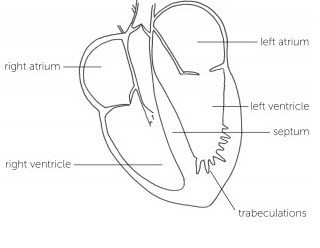 left atrium
right atrium
left ventricle
septum
right ventricle
trabeculations